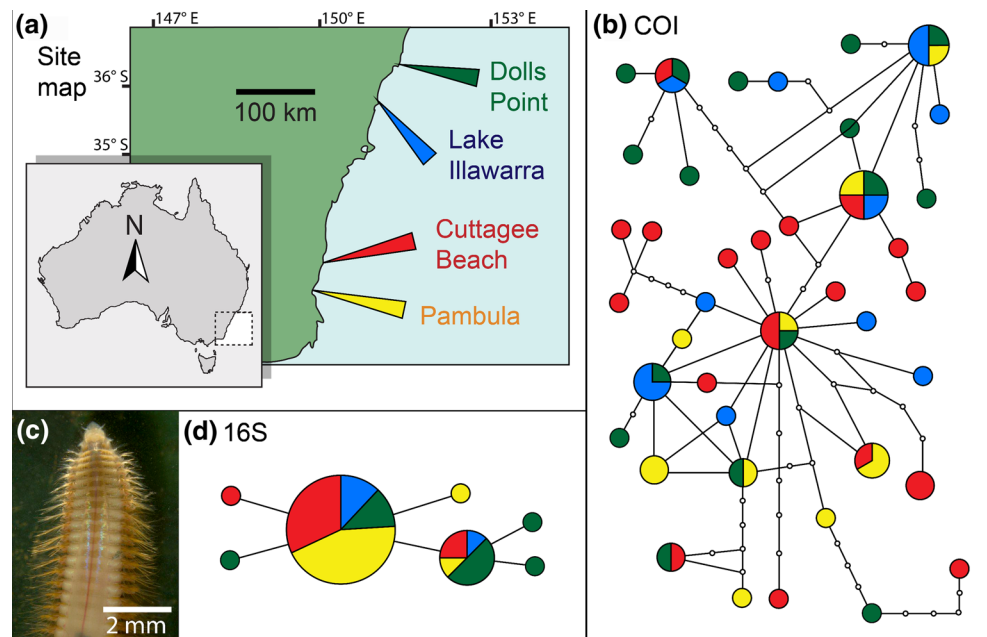 (a)
147° E
150° E
153° E
Site
map
36° S
35° S
100 km
Dolls
Point
Lake
Illawarra
Cuttagee
Beach
Pambula
N
(b) COI
(c)
2 mm
(d) 16S